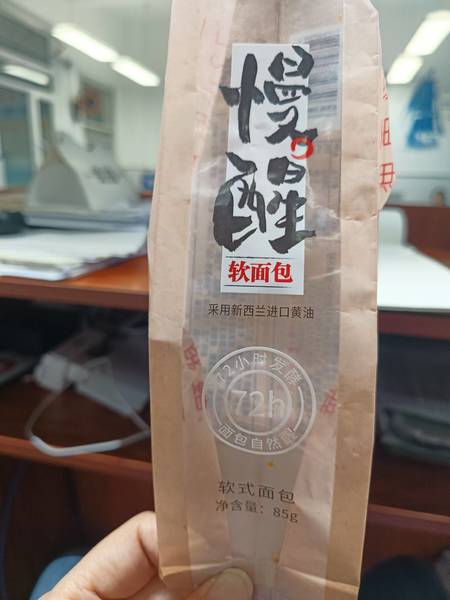 慢醒
软面包
采用新西兰进口黄油
72小时发酵
72h
面包自然醒
软式面包
净含量：85g